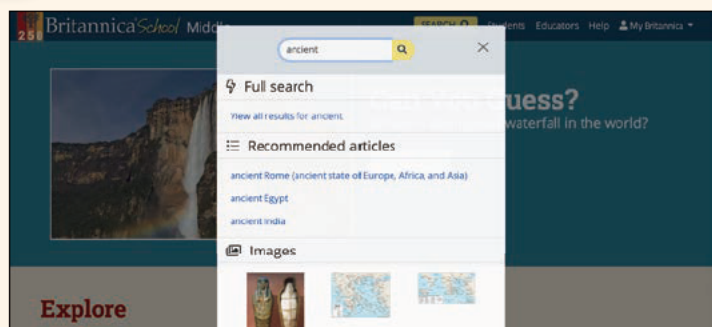 250 Britannica School Middle
SEARCH Students Educators Help My Britannica
ancient
Full search
View all results for ancient
Recommended articles
ancient Rome (ancient state of Europe, Africa, and Asia)
ancient Egypt
ancient India
Images
Guess?
waterfall in the world?
Explore